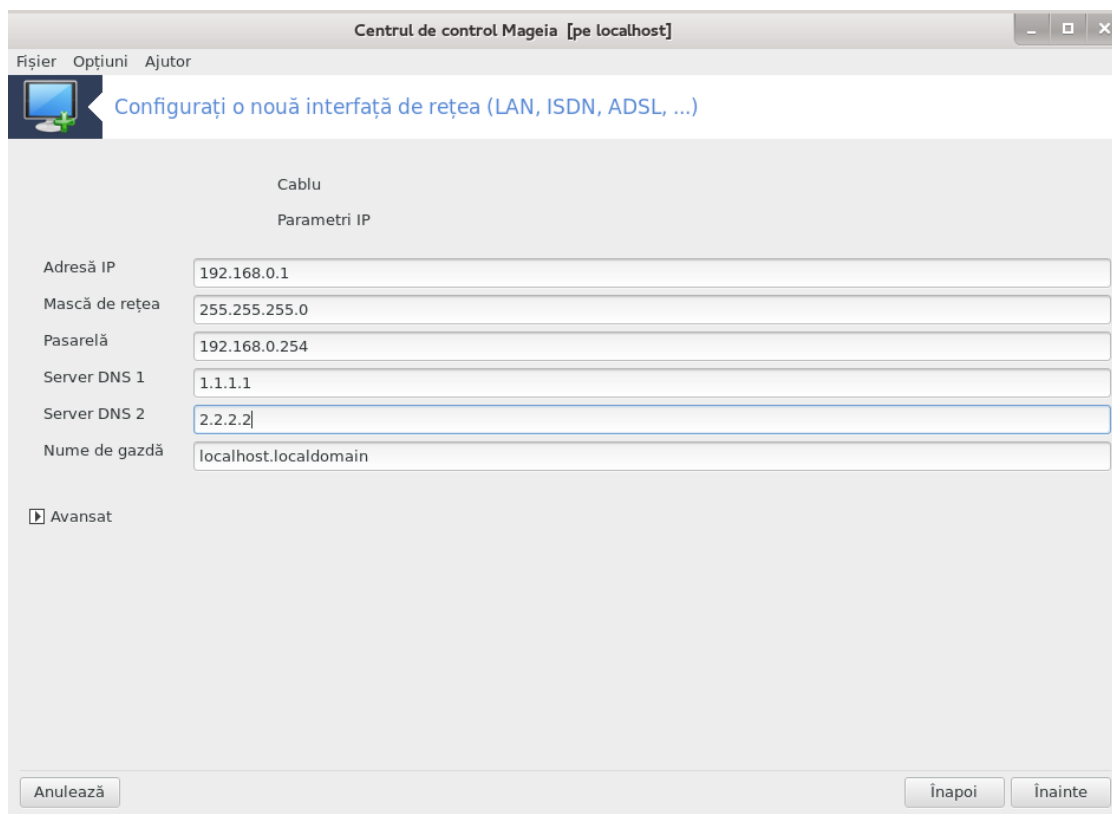 Centrul de control Mageia [pe localhost]
Fișier Opțiuni Ajutor
Configurați o nouă interfață de rețea (LAN, ISDN, ADSL, ...)
Cablu
Parametri IP
Adresă IP 192.168.0.1
Mască de rețea 255.255.255.0
Pasarelă 192.168.0.254
Server DNS 1 1.1.1.1
Server DNS 2 2.2.2.2
Nume de gazdă localhost.localdomain
Avansat
Anulează Înapoi Înainte